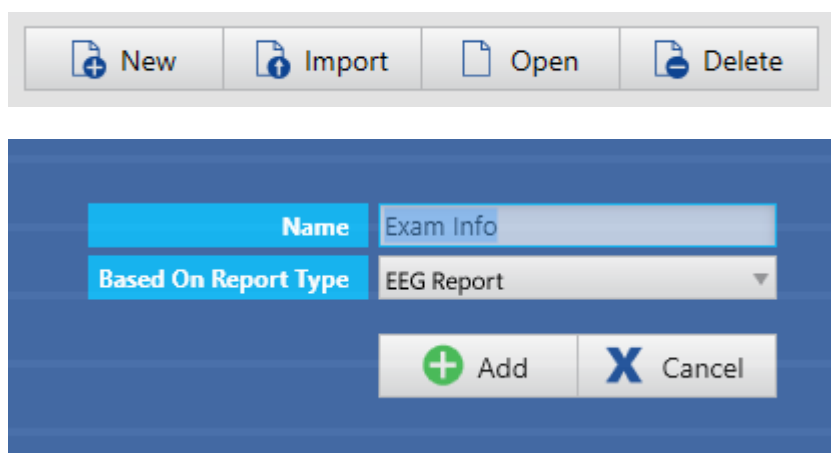 New Import Open Delete
Name Exam Info
Based On Report Type EEG Report
Add Cancel